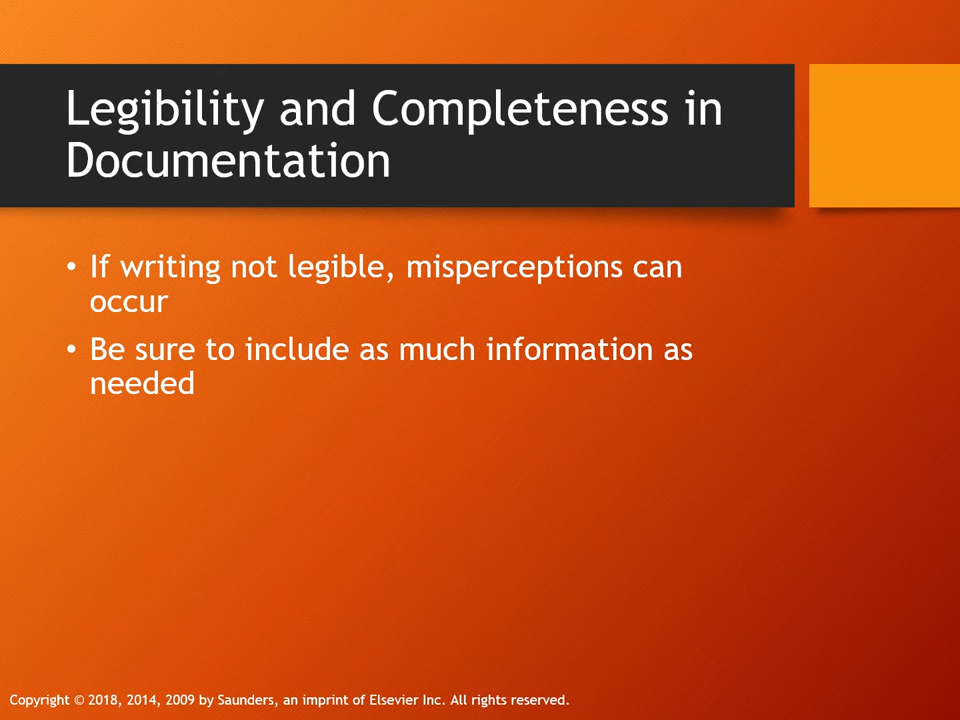 Legibility and Completeness in
Documentation
• If writing not legible, misperceptions can
occur
• Be sure to include as much information as
needed
Copyright © 2018, 2014, 2009 by Saunders, an imprint of Elsevier Inc. All rights reserved.